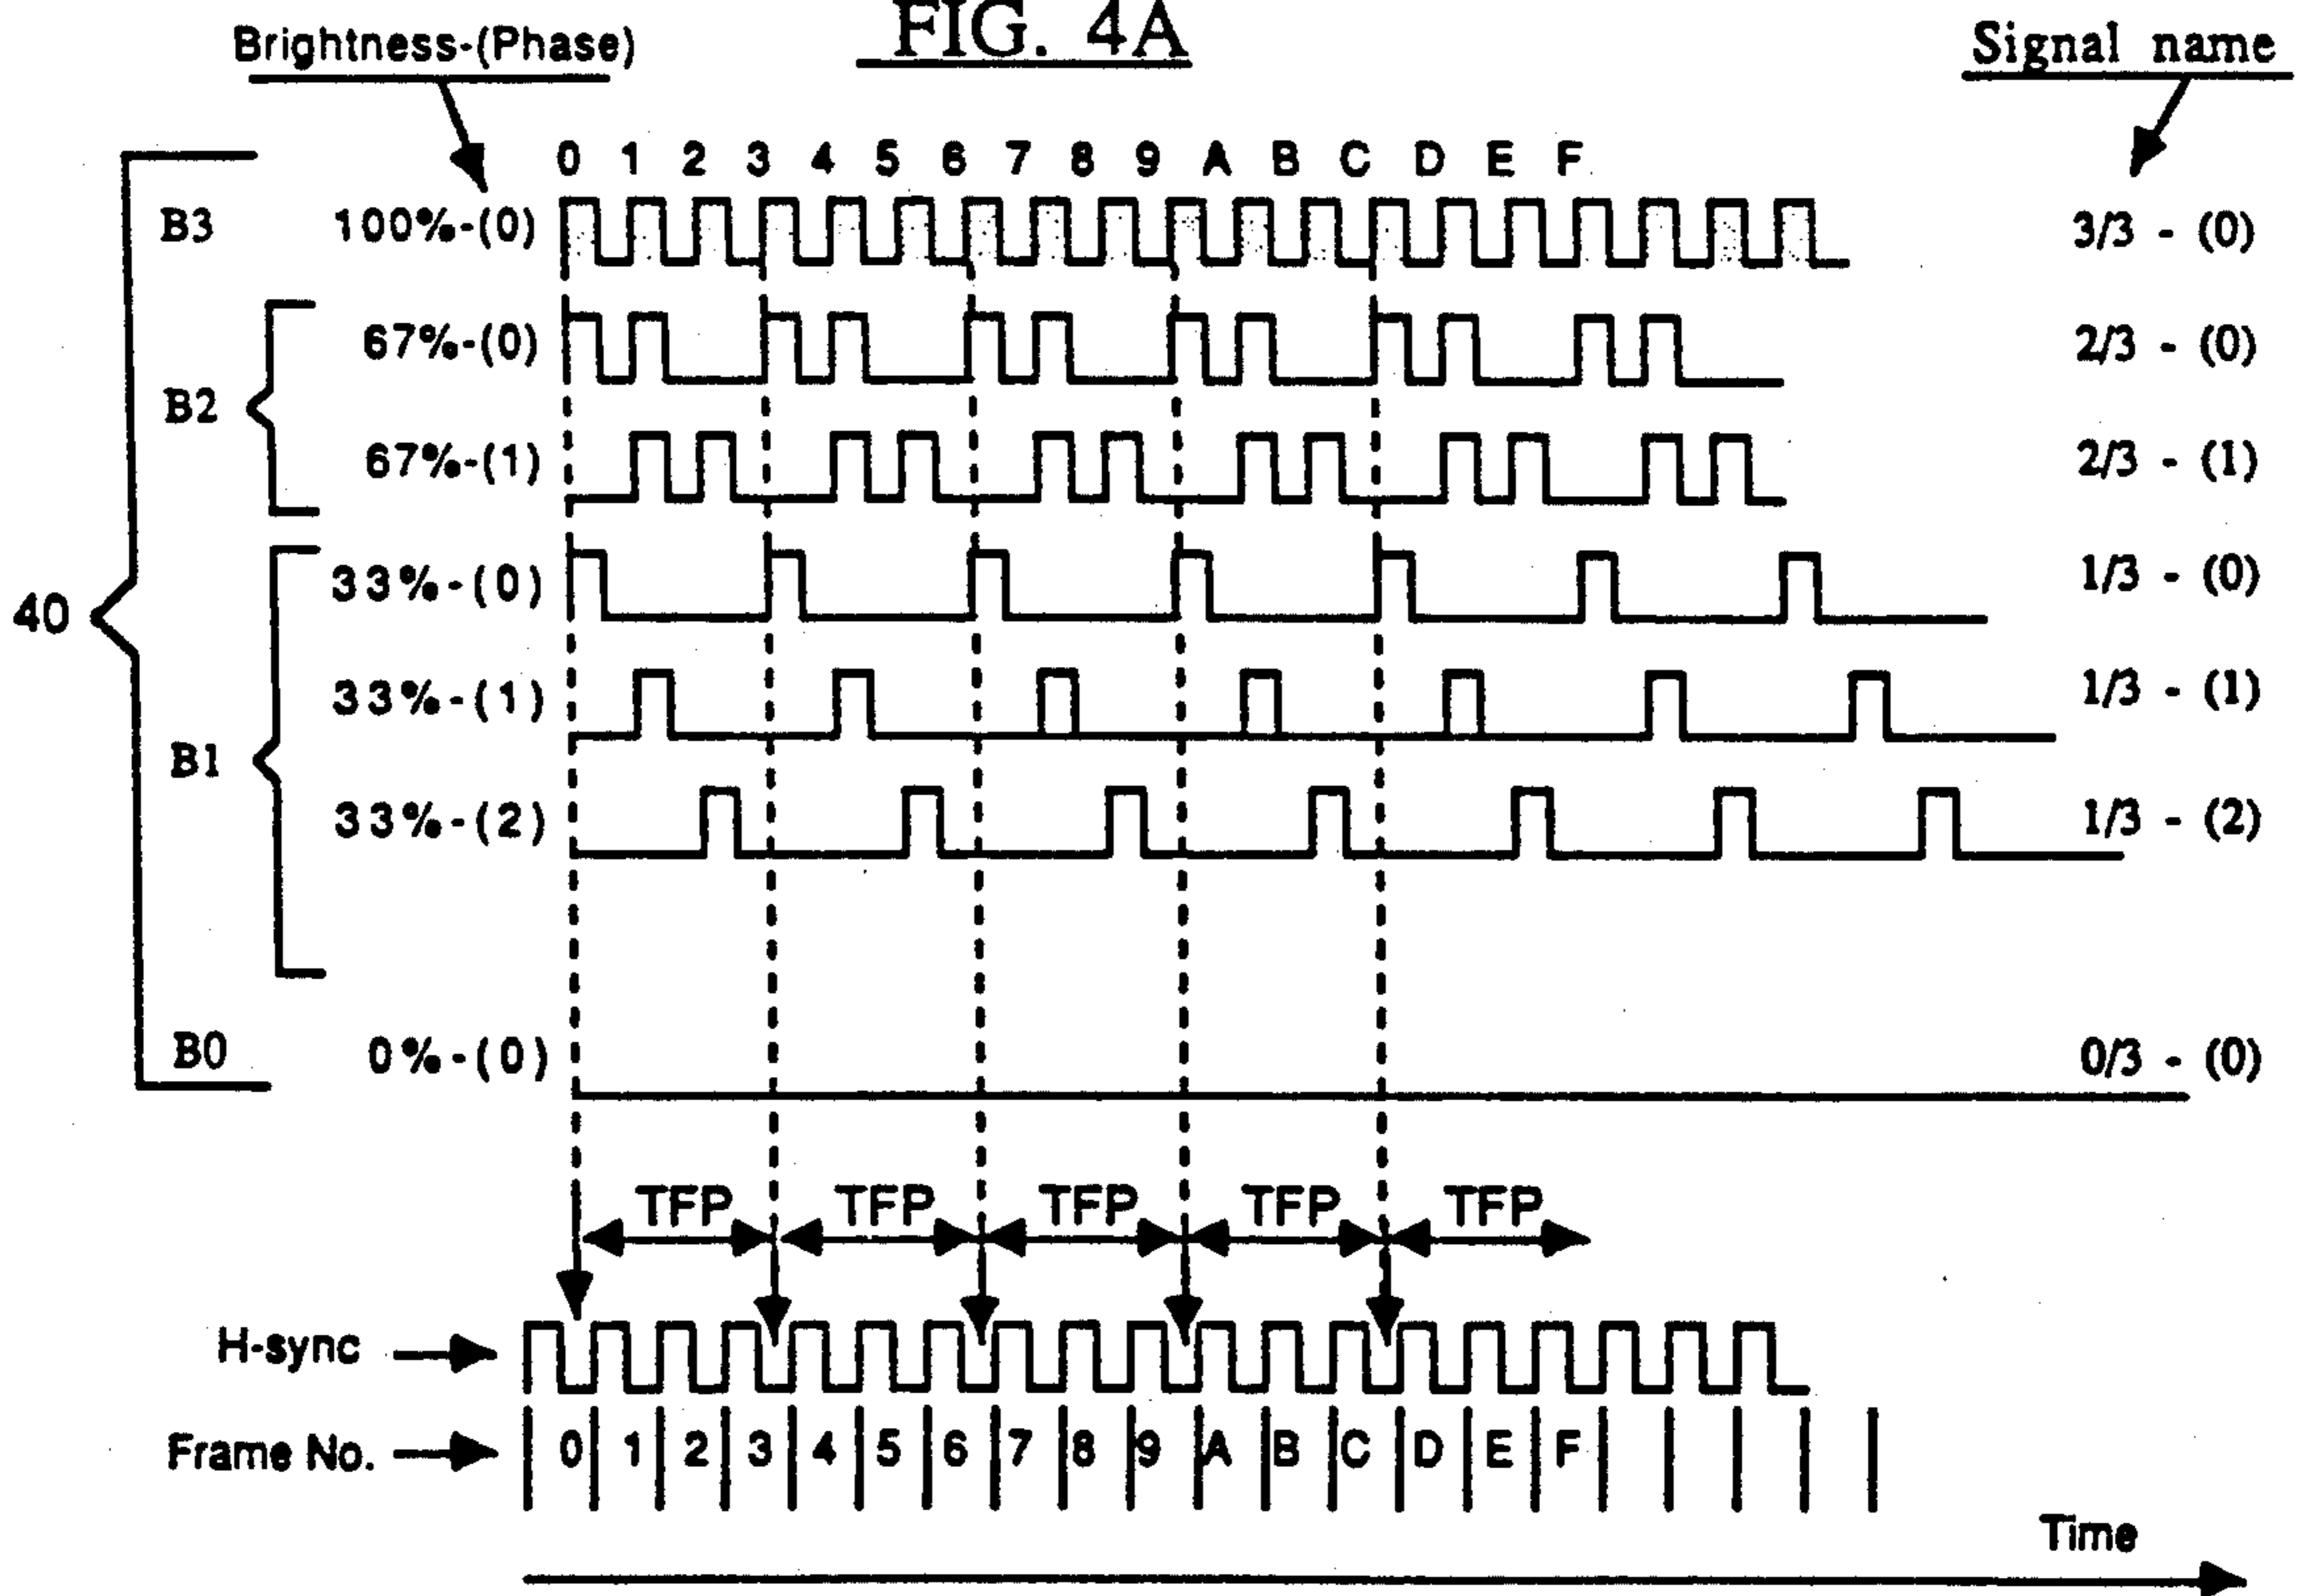 FIG. 4A
Brightness-(Phase)
Signal name
0 1 2 3 4 5 6 7 8 9 A B C D E F
B3 100%-(0) 3/3 - (0)
67%-(0) 2/3 - (0)
B2
67%-(1) 2/3 - (1)
33%-(0) 1/3 - (0)
40
33%-(1) 1/3 - (1)
B1
33%-(2) 1/3 - (2)
B0 0%-(0) 0/3 - (0)
TFP TFP TFP TFP TFP
H-sync
Frame No. 0 1 2 3 4 5 6 7 8 9 A B C D E F
Time